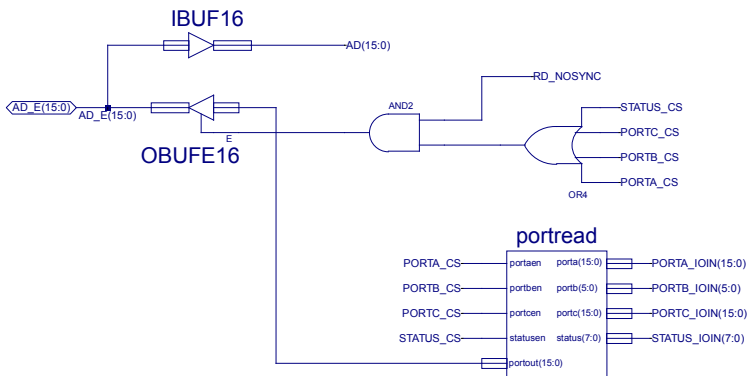 IBUF16
AD(15:0)
RD_NOSYNC
AND2
STATUS_CS
AD_E(15:0)
AD_E(15:0)
PORTC_CS
E
OBUFE16
PORTB_CS
PORTA_CS
OR4
portread
PORTA_CS portaen porta(15:0) PORTA_IOIN(15:0)
PORTB_CS portben portb(5:0) PORTB_IOIN(5:0)
PORTC_CS portcen portc(15:0) PORTC_IOIN(15:0)
STATUS_CS statusen status(7:0) STATUS_IOIN(7:0)
portout(15:0)